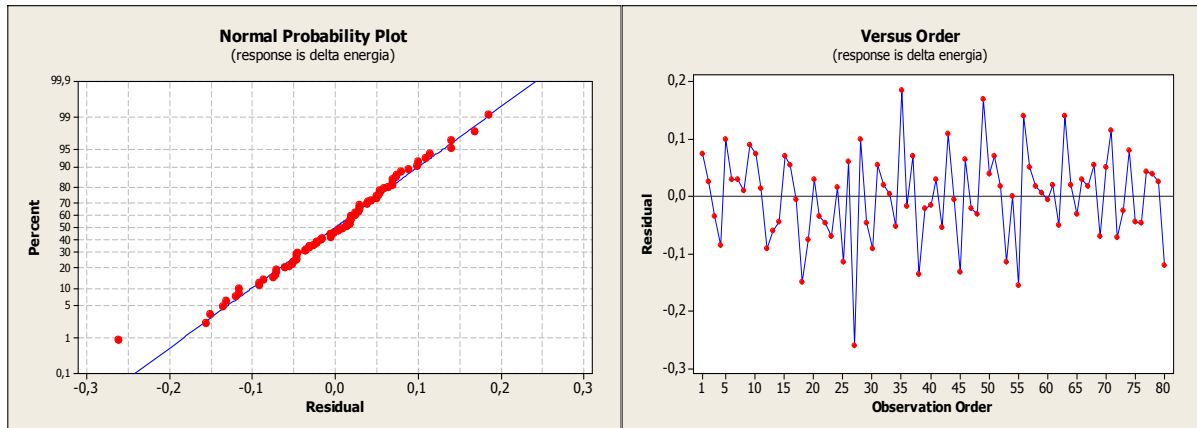 Normal Probability Plot
(response is delta energia)
Percent
99,9
99
95
90
80
70
60
50
40
30
20
10
5
1
0,1
-0,3 -0,2 -0,1 0,0 0,1 0,2 0,3
Residual
Versus Order
(response is delta energia)
Residual
0,2
0,1
0,0
-0,1
-0,2
-0,3
1 5 10 15 20 25 30 35 40 45 50 55 60 65 70 75 80
Observation Order